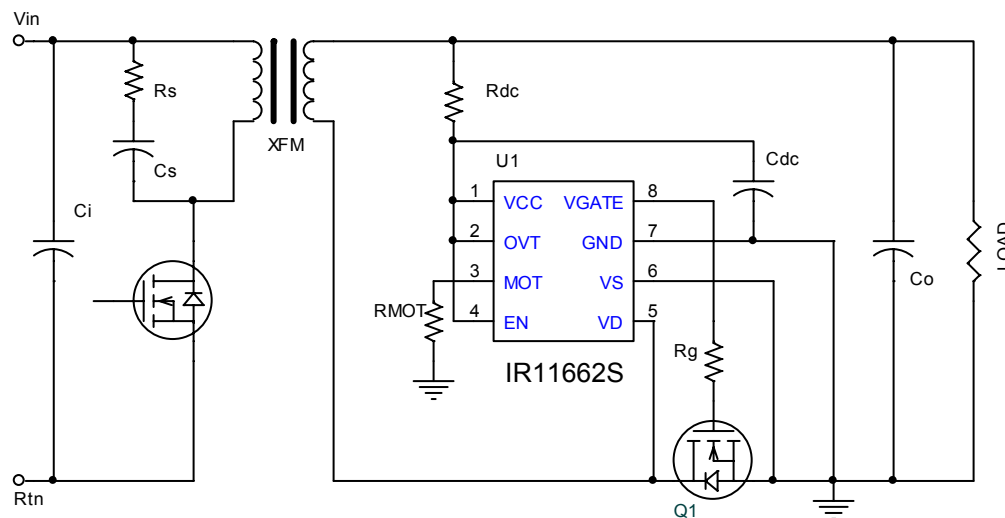 Vin
Rs
Cs
Ci
Rtn
XFM
Rdc
Cdc
U1
1 VCC VGATE 8
2 OVT GND 7
3 MOT VS 6
4 EN VD 5
RMOT
IR11662S
Rg
Q1
Co
LOAD